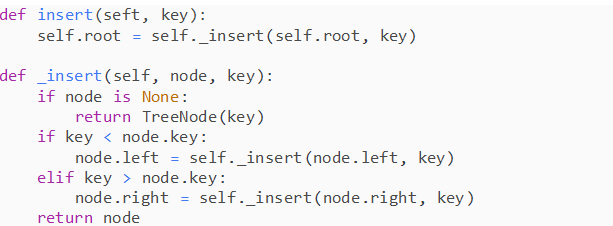 def insert(seft, key):
    self.root = self._insert(self.root, key)

def _insert(self, node, key):
    if node is None:
        return TreeNode(key)
    if key < node.key:
        node.left = self._insert(node.left, key)
    elif key > node.key:
        node.right = self._insert(node.right, key)
    return node